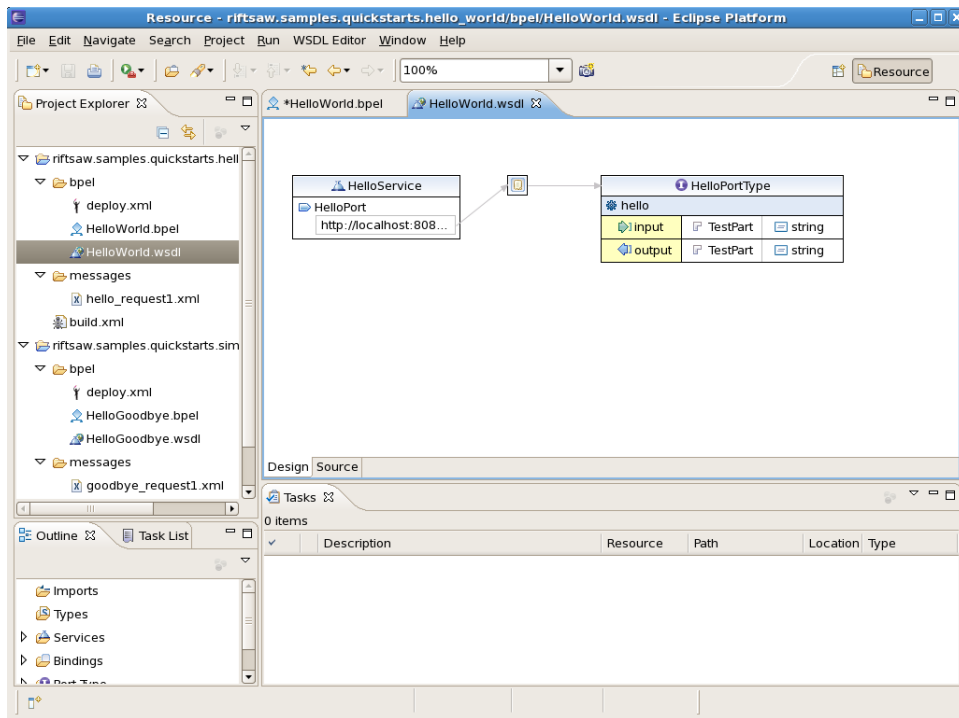 Resource - riftsaw.samples.quickstarts.hello_world/bpel/HelloWorld.wsdl - Eclipse Platform
File Edit Navigate Search Project Run WSDL Editor Window Help
100%
Resource
Project Explorer
*HelloWorld.bpel
HelloWorld.wsdl
riftsaw.samples.quickstarts.hell
bpel
deploy.xml
HelloWorld.bpel
HelloWorld.wsdl
messages
hello_request1.xml
build.xml
riftsaw.samples.quickstarts.sim
bpel
deploy.xml
HelloGoodbye.bpel
HelloGoodbye.wsdl
messages
goodbye_request1.xml
HelloService
HelloPort
http://localhost:808...
HelloPortType
hello
input TestPart string
output TestPart string
Design Source
Outline
Task List
Imports
Types
Services
Bindings
Port Type
Tasks
0 items
Description Resource Path Location Type